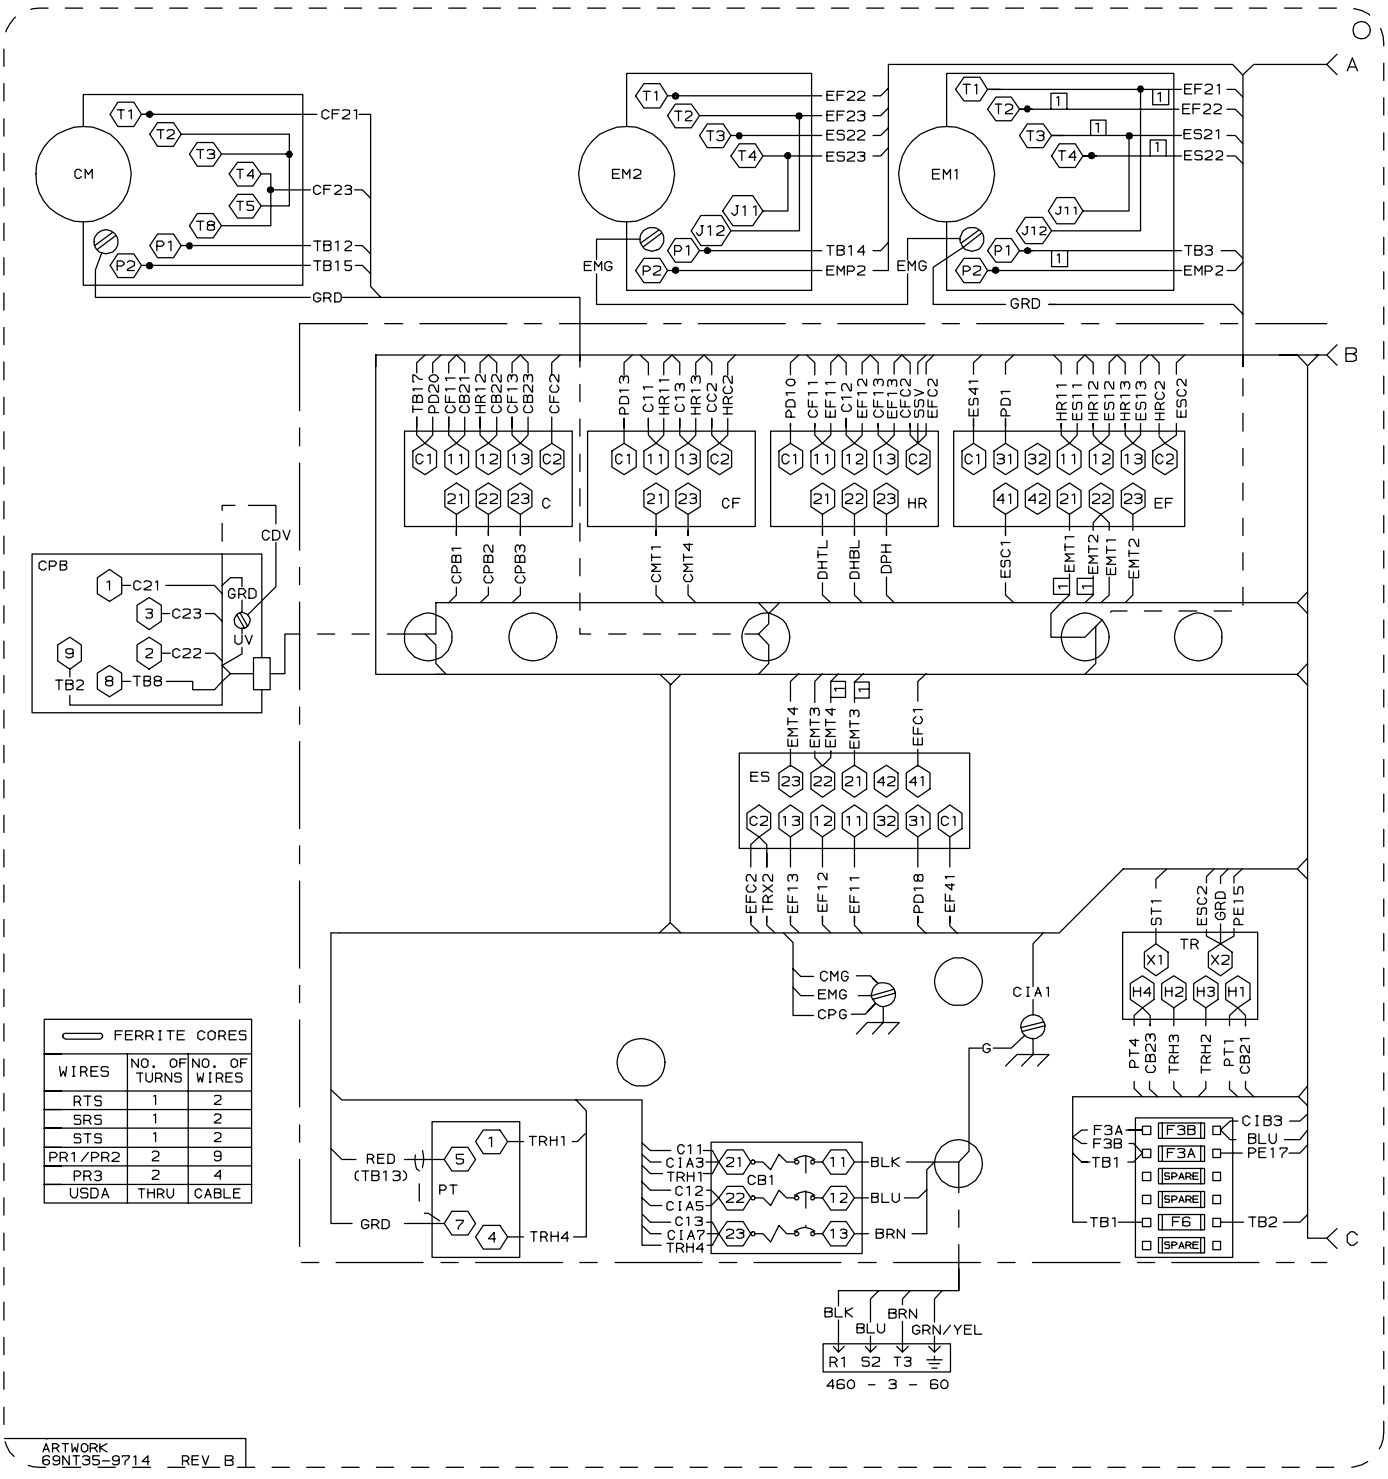 A
CM
T1
T2
T3
T4
T5
T8
P1
P2
CF21
CF23
TB12
TB15
GRD
EM2
T1
T2
T3
T4
J11
J12
P1
P2
EF22
EF23
ES22
ES23
TB14
EMP2
EMG
EM1
T1
T2
T3
T4
J11
J12
P1
P2
1
1
1
1
1
EF21
EF22
ES21
ES22
TB3
EMP2
EMG
GRD
B
TB17
PD20
CF11
CB21
HR12
CB22
CF13
CB23
CFC2
C1 11 12 13 C2
21 22 23 C
CPB1
CPB2
CPB3
PD13
C11
HR11
C13
HR13
CC2
HRC2
C1 11 13 C2
21 23 CF
CMT1
CMT4
PD10
CF11
EF11
C12
EF12
CF13
EF13
CFC2
SSV
EFC2
C1 11 12 13 C2
21 22 23 HR
DHTL
DHBL
DPH
ES41
PD1
HR11
ES11
HR12
ES12
HR13
ES13
HRC2
ESC2
C1 31 32 11 12 13 C2
41 42 21 22 23 EF
ESC1
EMT1
EMT2
EMT1
EMT2
1
1
CDV
CPB
1
C21
GRD
3
C23
UV
2
C22
9
8
TB8
TB2
EMT4
EMT3
EMT4
EMT3
EFC1
1
1
ES 23 22 21 42 41
C2 13 12 11 32 31 C1
EFC2
TRX2
EF13
EF12
EF11
PD18
EF41
CMG
EMG
CPG
CIA1
G
ST1
ESC2
GRD
PE15
TR
X1 X2
H4 H2 H3 H1
PT4
CB23
TRH3
TRH2
PT1
CB21
FERRITE CORES
WIRES NO. OF TURNS NO. OF WIRES
RTS 1 2
SRS 1 2
STS 1 2
PR1/PR2 2 9
PR3 2 4
USDA THRU CABLE
RED
(TB13)
GRD
5
1
PT
7
4
TRH1
TRH4
C11
CIA3
TRH1
C12
CIA5
C13
CIA7
TRH4
21 11 BLK
CB1
22 12 BLU
23 13 BRN
F3A
F3B
TB1
TB1
F3B
F3A
SPARE
SPARE
F6
SPARE
CIB3
BLU
PE17
TB2
C
BLK
BLU
BRN
GRN/YEL
R1 S2 T3
460 - 3 - 60
ARTWORK
69NT35-9714 REV B